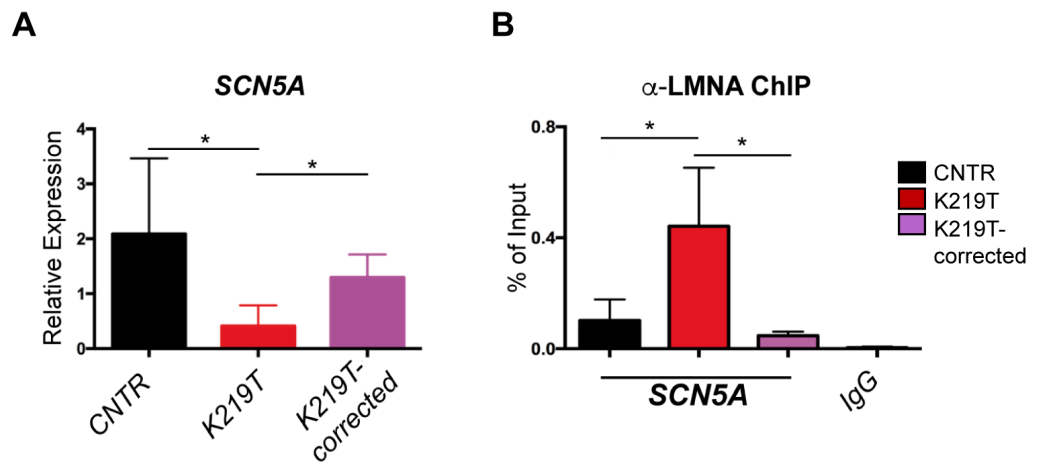 A
B
SCN5A
α-LMNA ChIP
Relative Expression
4
3
2
1
0
*
*
CNTR
K219T
K219T-
corrected
% of Input
0.8
0.4
0.0
*
*
SCN5A
IgG
CNTR
K219T
K219T-
corrected